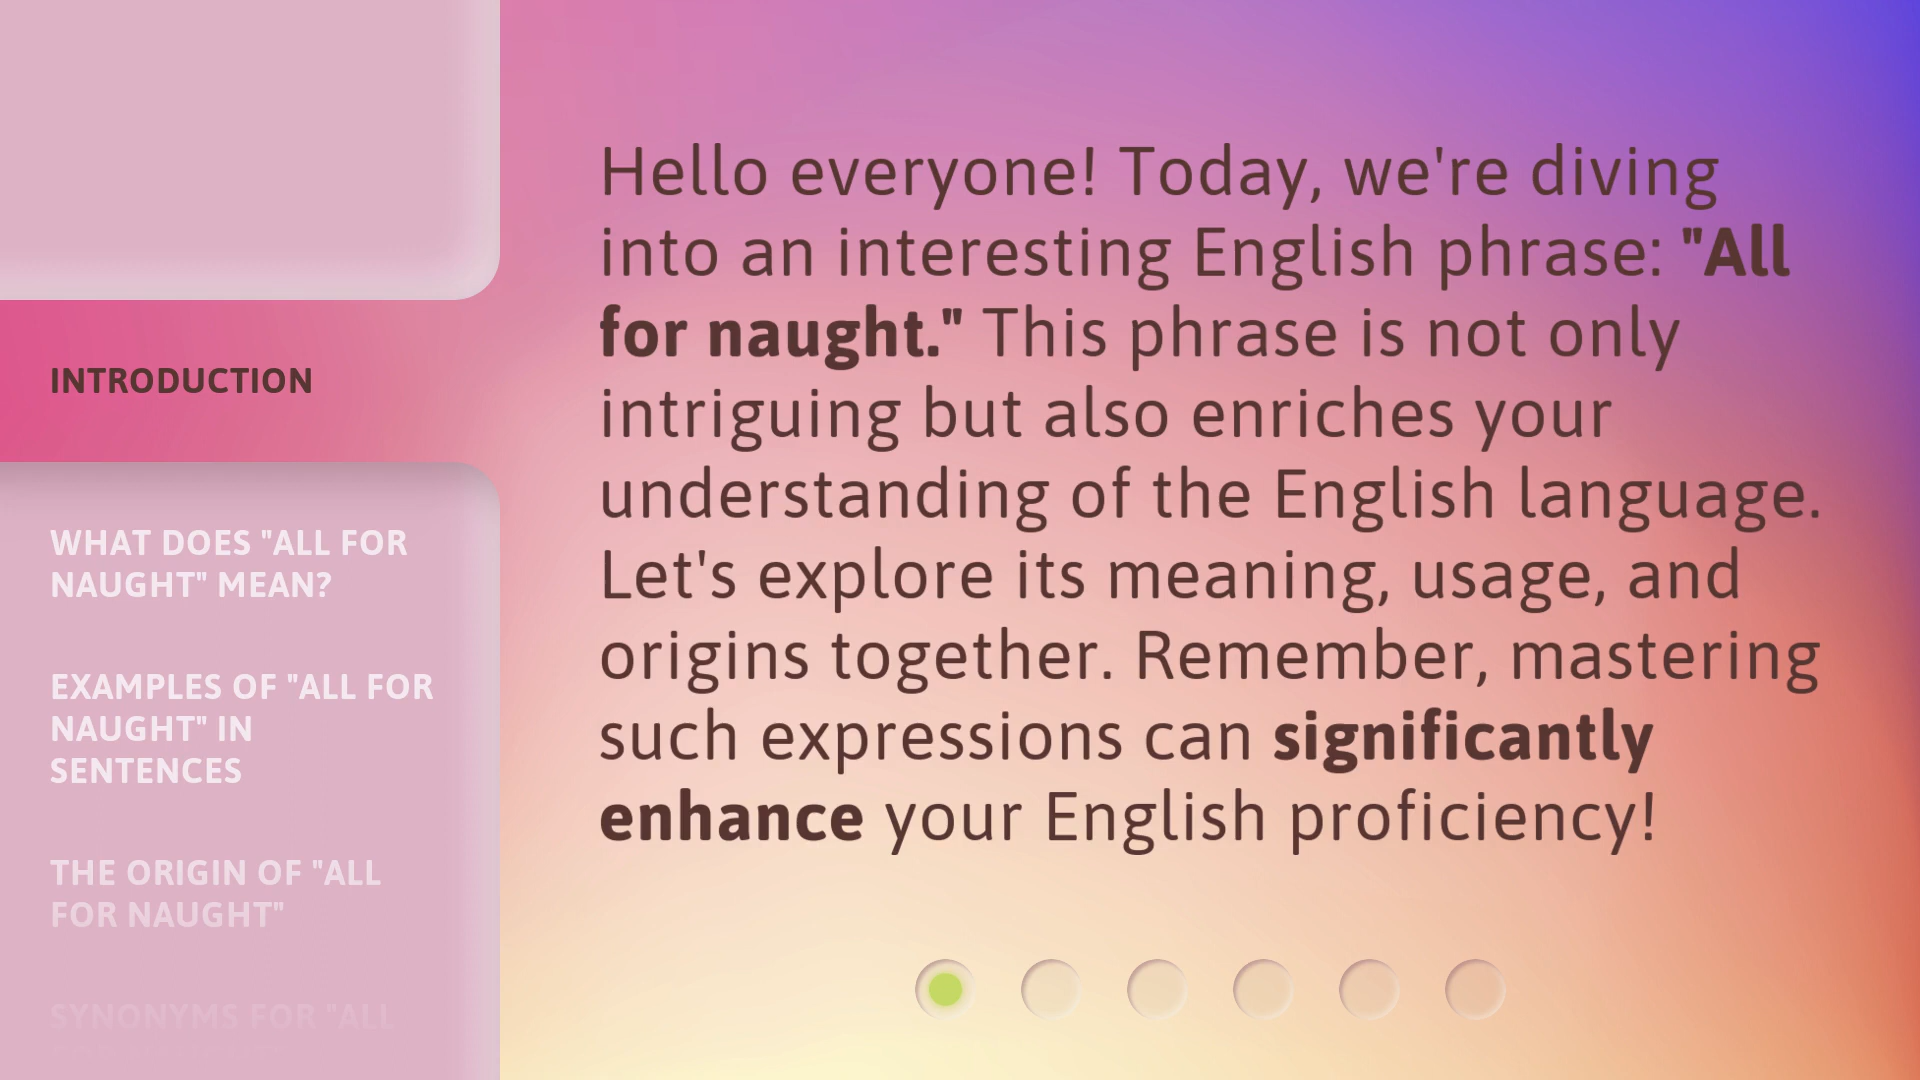 INTRODUCTION
WHAT DOES "ALL FOR
NAUGHT" MEAN?
EXAMPLES OF "ALL FOR
NAUGHT" IN
SENTENCES
THE ORIGIN OF "ALL
FOR NAUGHT"
SYNONYMS FOR "ALL
Hello everyone! Today, we're diving
into an interesting English phrase: "All
for naught." This phrase is not only
intriguing but also enriches your
understanding of the English language.
Let's explore its meaning, usage, and
origins together. Remember, mastering
such expressions can significantly
enhance your English proficiency!